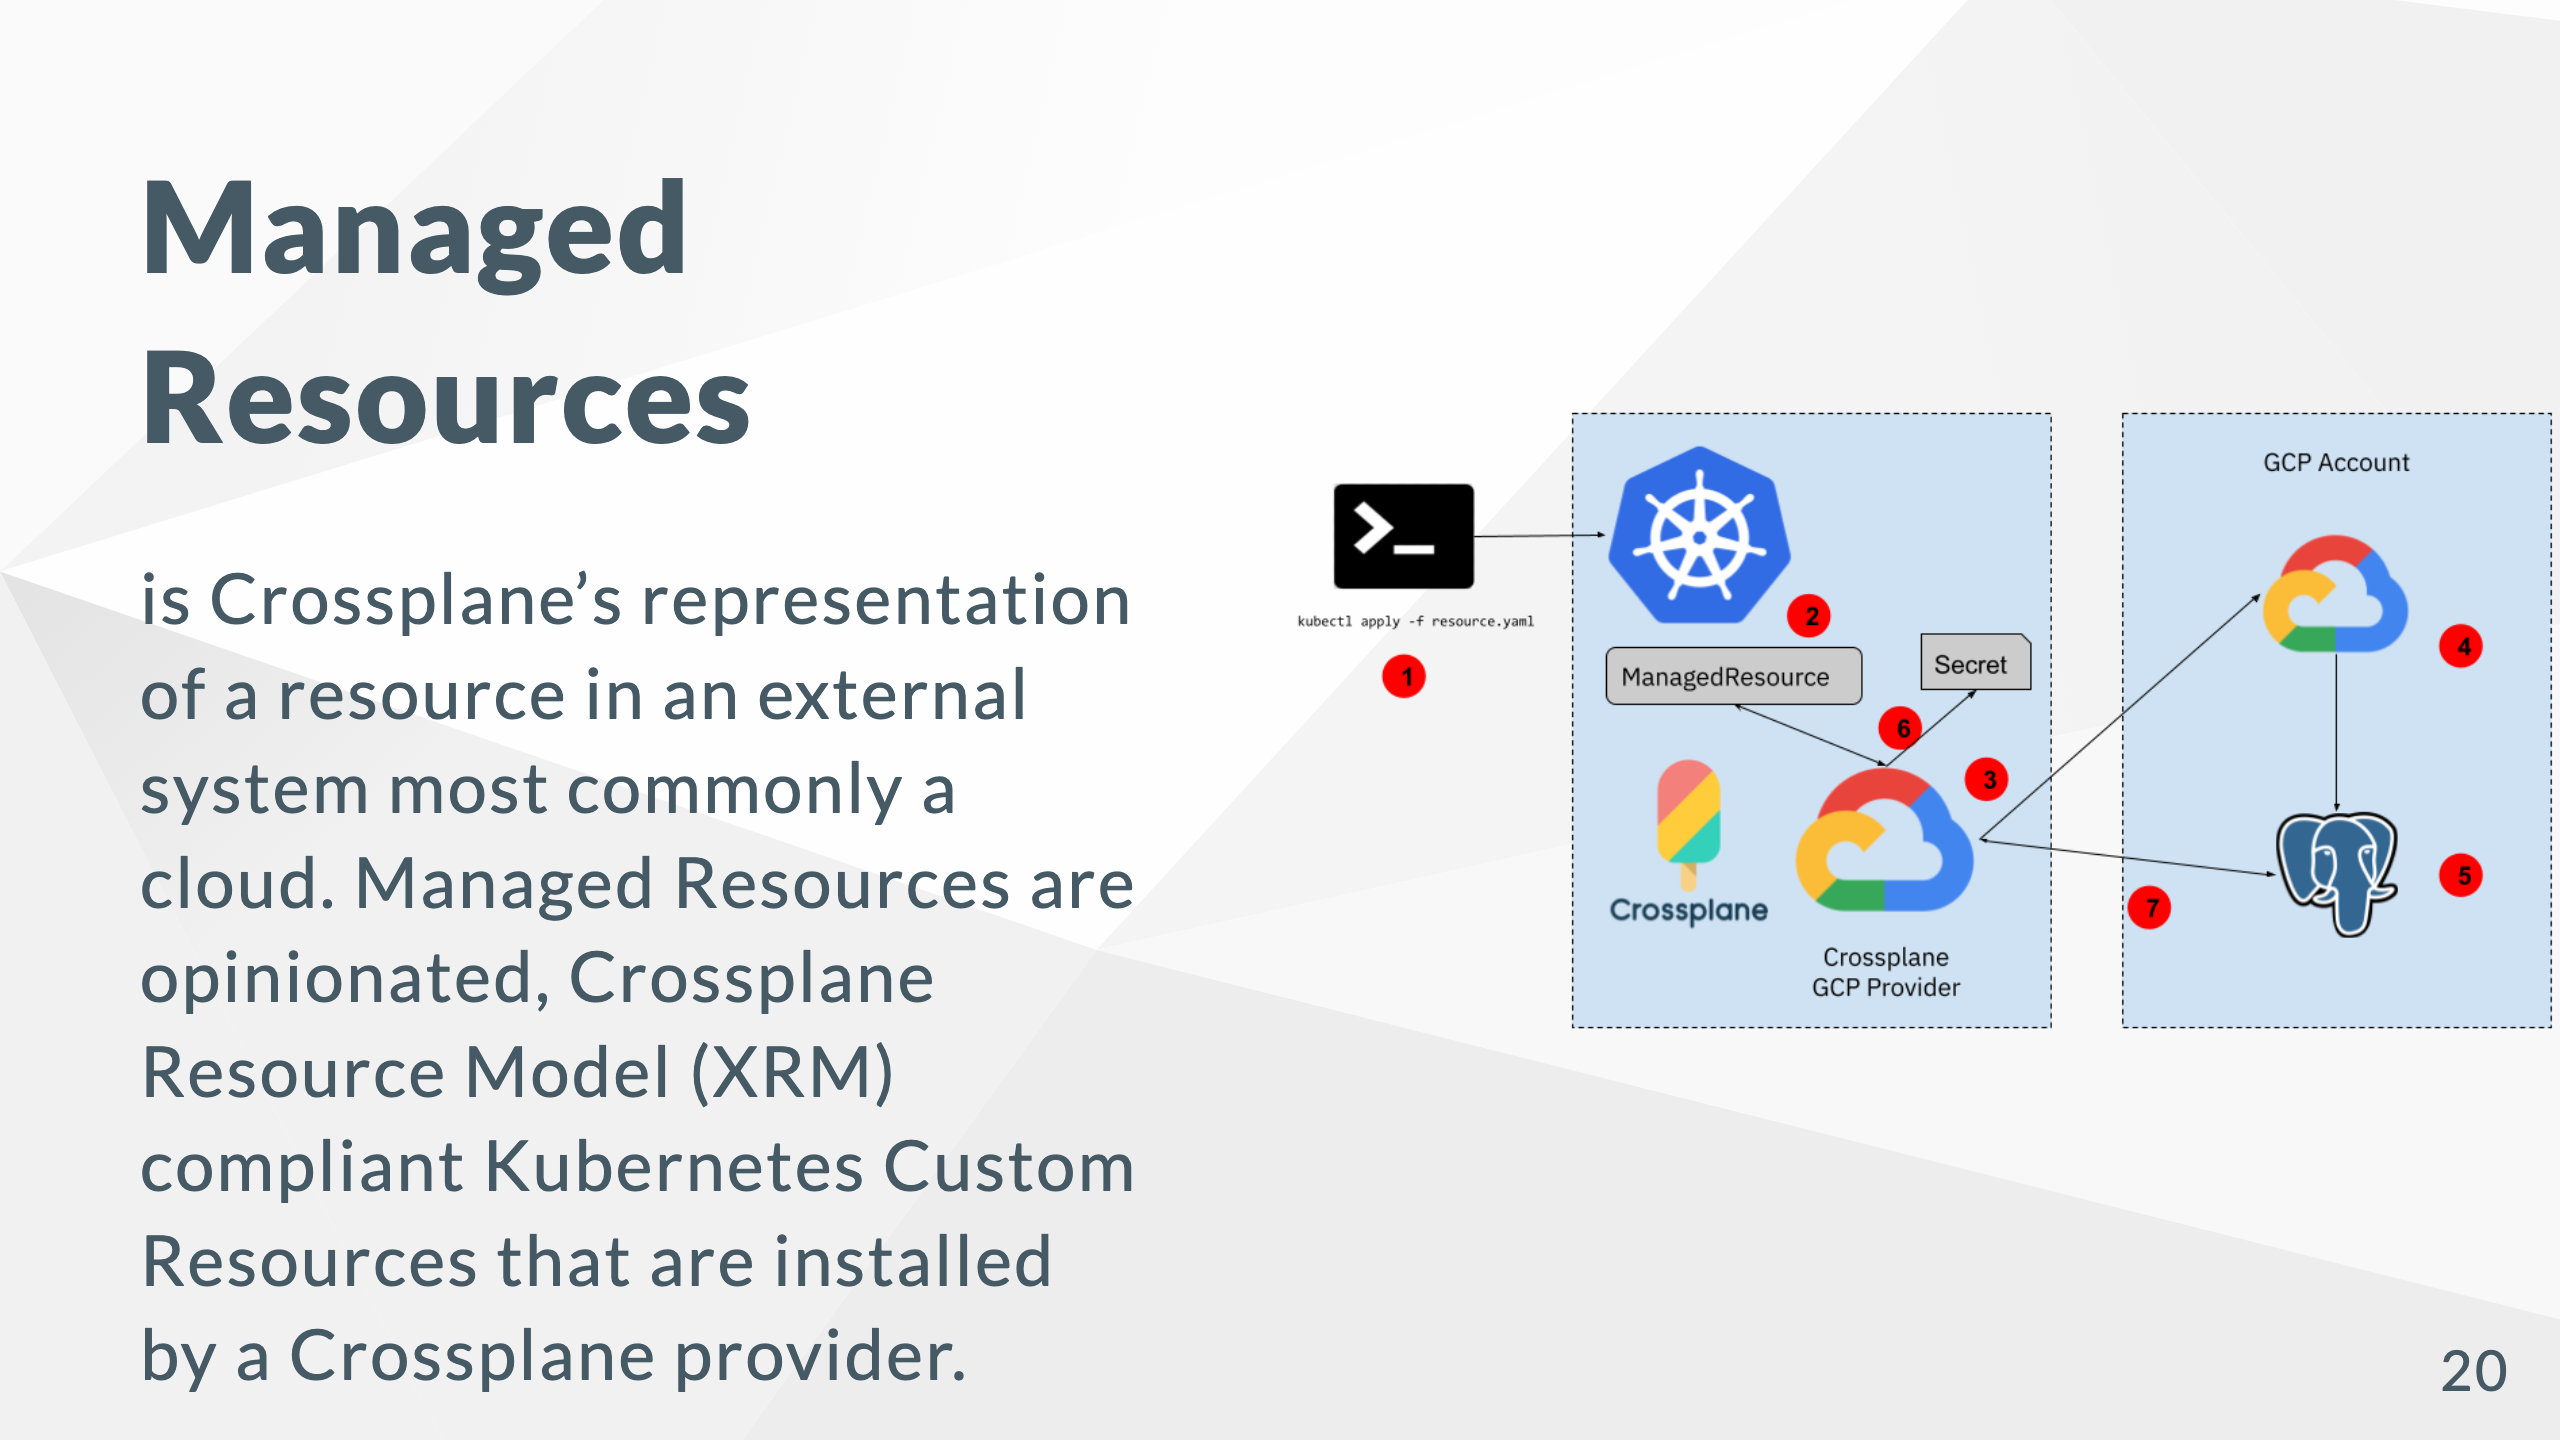 Managed
Resources
is Crossplane’s representation
of a resource in an external
system most commonly a
cloud. Managed Resources are
opinionated, Crossplane
Resource Model (XRM)
compliant Kubernetes Custom
Resources that are installed
by a Crossplane provider.
kubectl apply -f resource.yaml
1
2
ManagedResource
Secret
6
3
Crossplane
Crossplane
GCP Provider
GCP Account
4
5
7
20